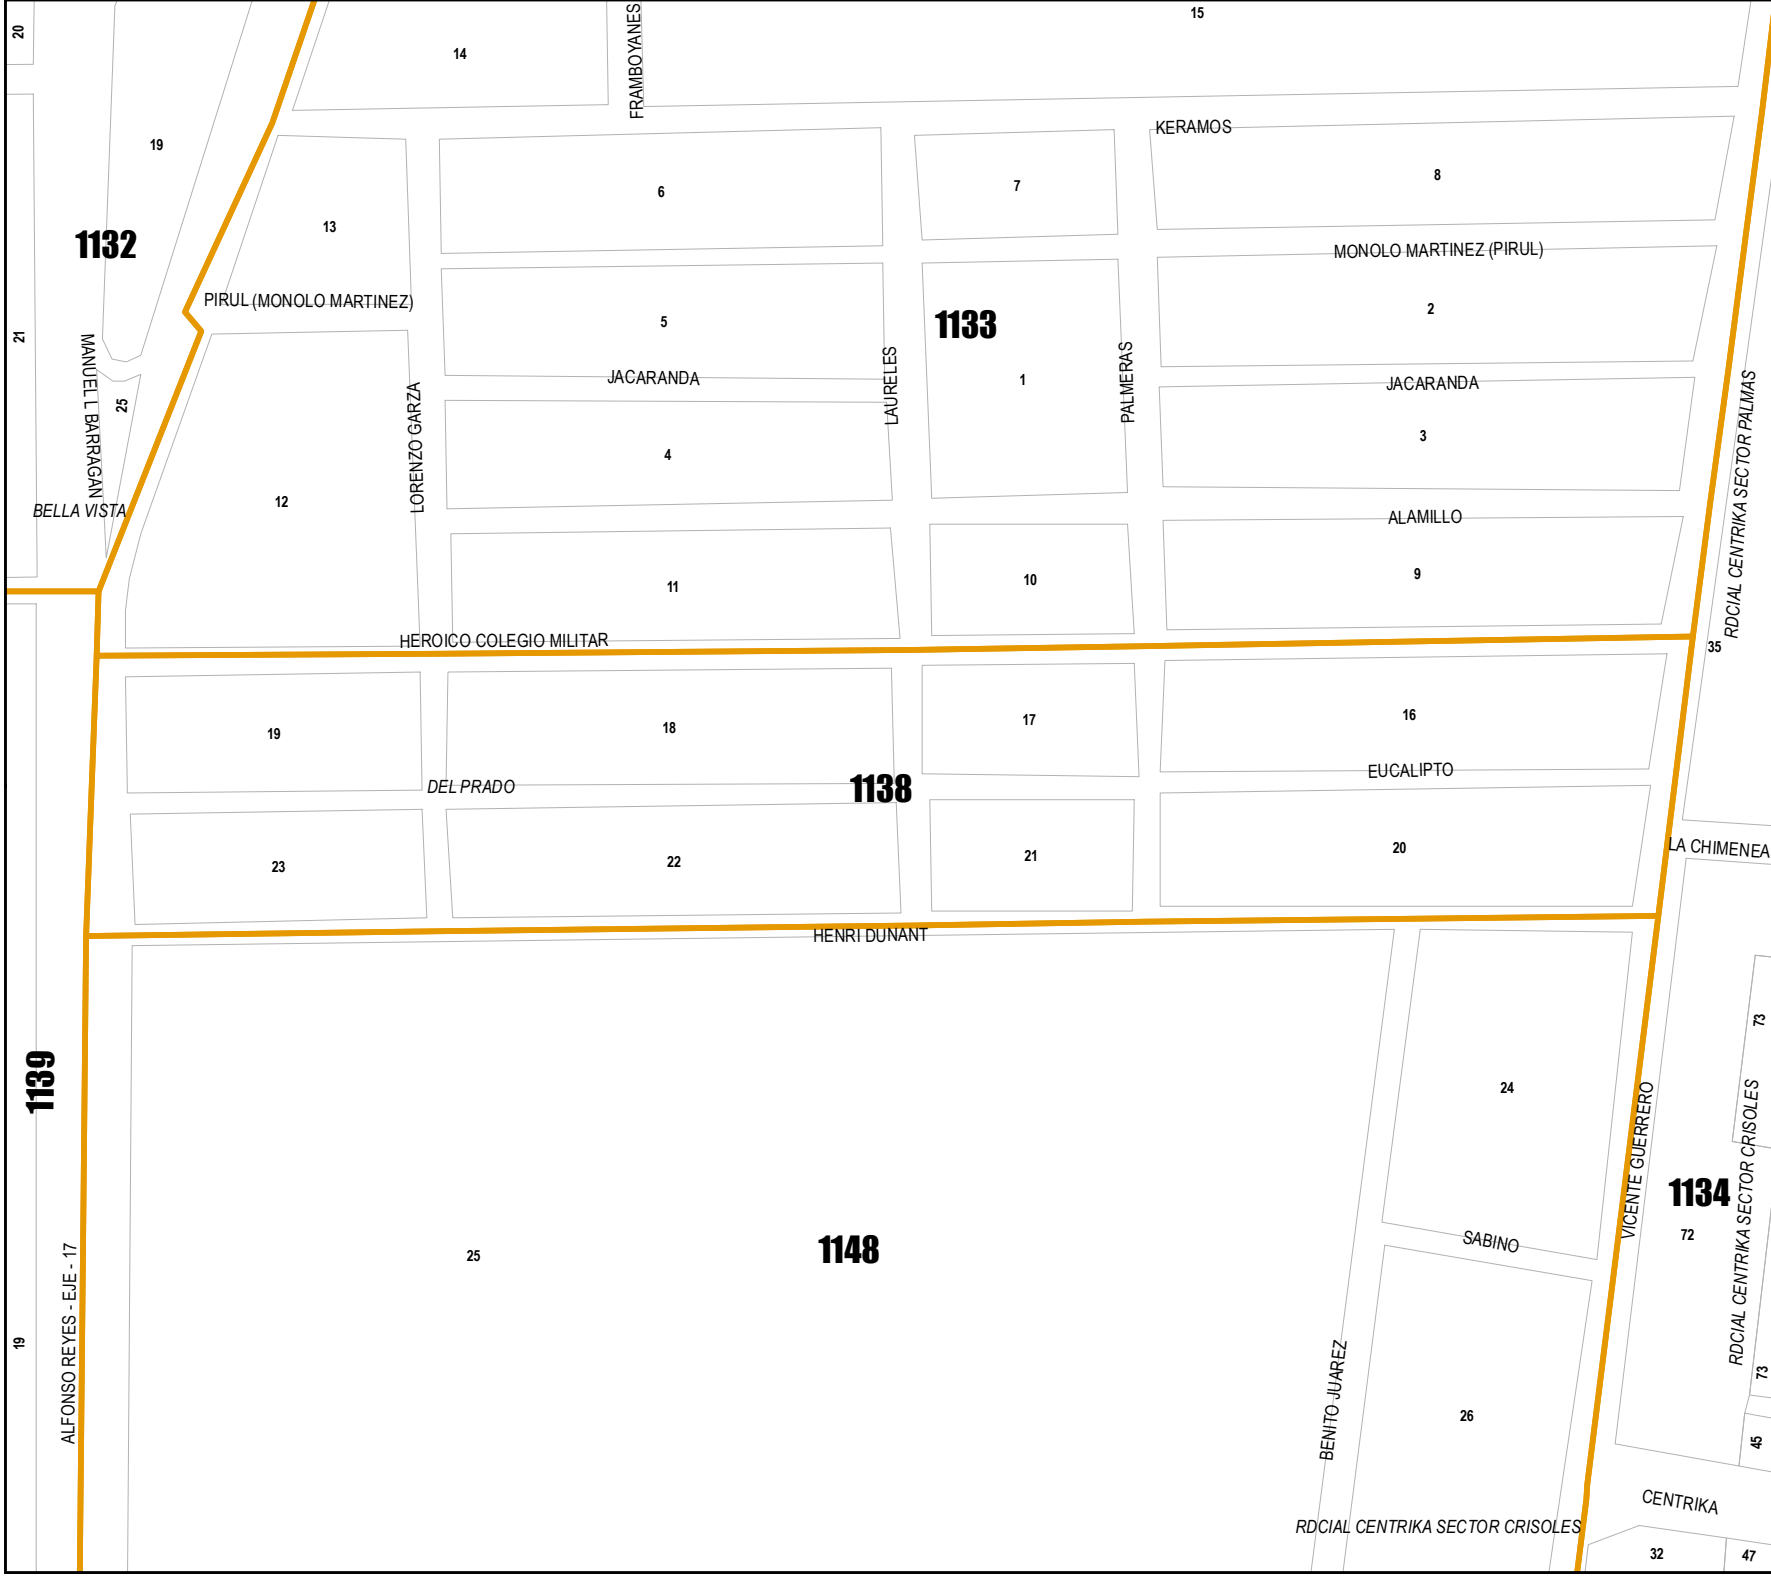 20
14
FRAMBOYANES
15
19
KERAMOS
6
7
8
13
1132
MONOLO MARTINEZ (PIRUL)
PIRUL (MONOLO MARTINEZ)
5
1133
2
21
MANUEL L BARRAGAN
JACARANDA
LAURELES
1
PALMERAS
JACARANDA
25
LORENZO GARZA
4
3
RDCIAL CENTRIKA SECTOR PALMAS
BELLA VISTA
12
ALAMILLO
11
10
9
HEROICO COLEGIO MILITAR
35
19
18
17
16
DEL PRADO
1138
EUCALIPTO
23
22
21
20
LA CHIMENEA
HENRI DUNANT
73
1139
24
VICENTE GUERRERO
1134
RDCIAL CENTRIKA SECTOR CRISOLES
72
SABINO
25
1148
ALFONSO REYES - EJE - 17
19
BENITO JUAREZ
73
26
45
CENTRIKA
RDCIAL CENTRIKA SECTOR CRISOLES
32
47